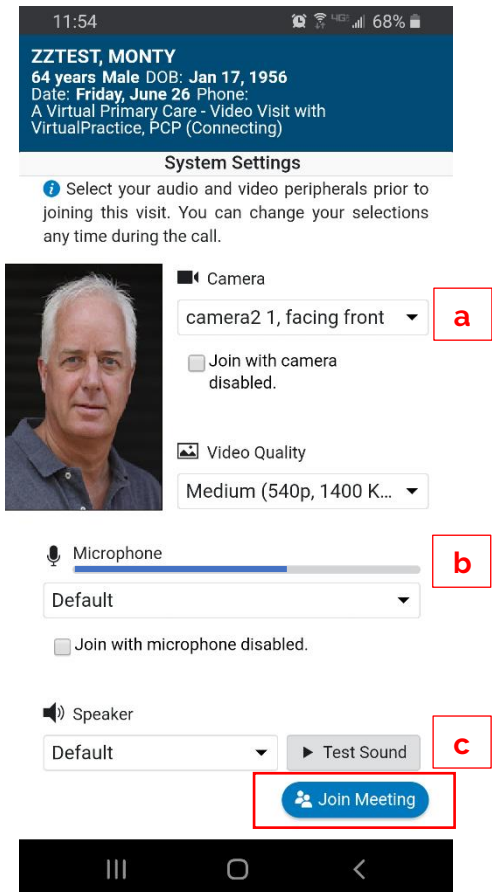 11:54 4GE 68%
ZZTEST, MONTY
64 years Male DOB: Jan 17, 1956
Date: Friday, June 26 Phone:
A Virtual Primary Care - Video Visit with
VirtualPractice, PCP (Connecting)
System Settings
Select your audio and video peripherals prior to
joining this visit. You can change your selections
any time during the call.
Camera
camera2 1, facing front
a
Join with camera
disabled.
Video Quality
Medium (540p, 1400 K...
Microphone
b
Default
Join with microphone disabled.
Speaker
Default
Test Sound
c
Join Meeting